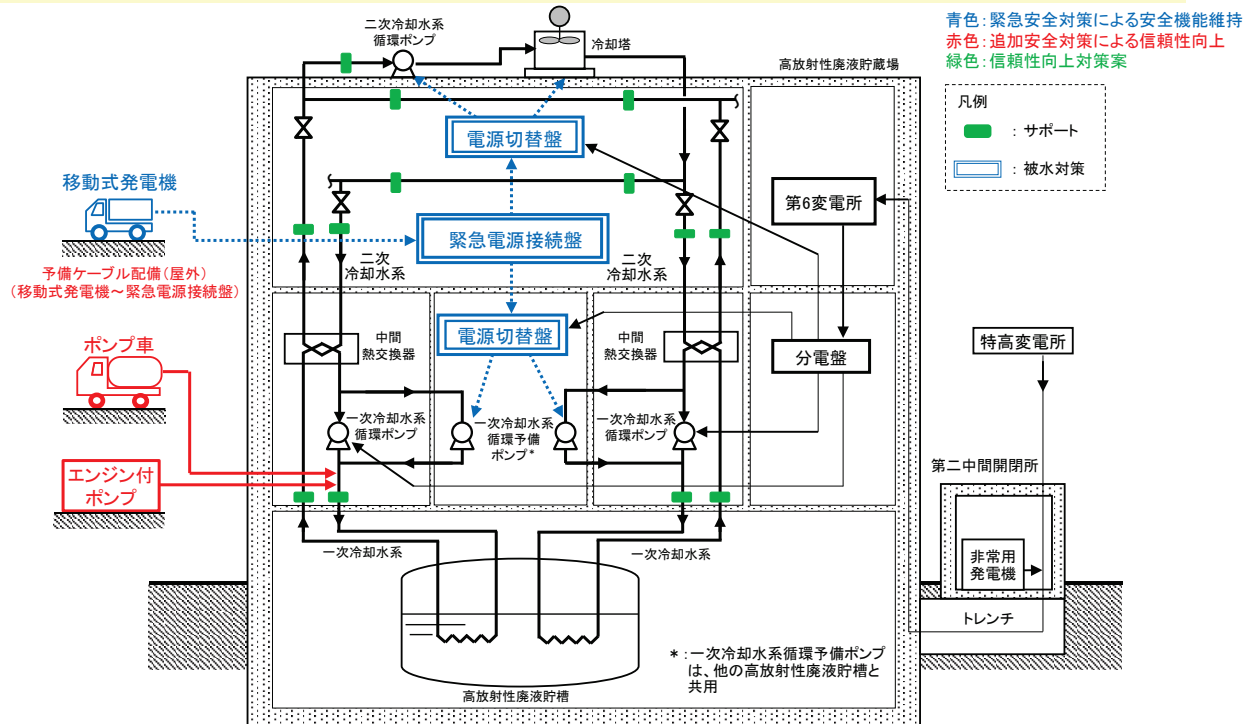 青色：緊急安全対策による安全機能維持
赤色：追加安全対策による信頼性向上
緑色：信頼性向上対策案
凡例
：サポート
：被水対策
二次冷却水系
循環ポンプ
冷却塔
高放射性廃液貯蔵場
電源切替盤
移動式発電機
第6変電所
緊急電源接続盤
予備ケーブル配備（屋外）
（移動式発電機～緊急電源接続盤）
二次
冷却水系
二次
冷却水系
ポンプ車
中間
熱交換器
電源切替盤
中間
熱交換器
分電盤
特高変電所
一次冷却水系
循環ポンプ
一次冷却水系
循環予備
ポンプ*
一次冷却水系
循環ポンプ
エンジン付
ポンプ
第二中間開閉所
一次冷却水系
一次冷却水系
非常用
発電機
トレンチ
高放射性廃液貯槽
*：一次冷却水系循環予備ポンプ
は、他の高放射性廃液貯槽と
共用